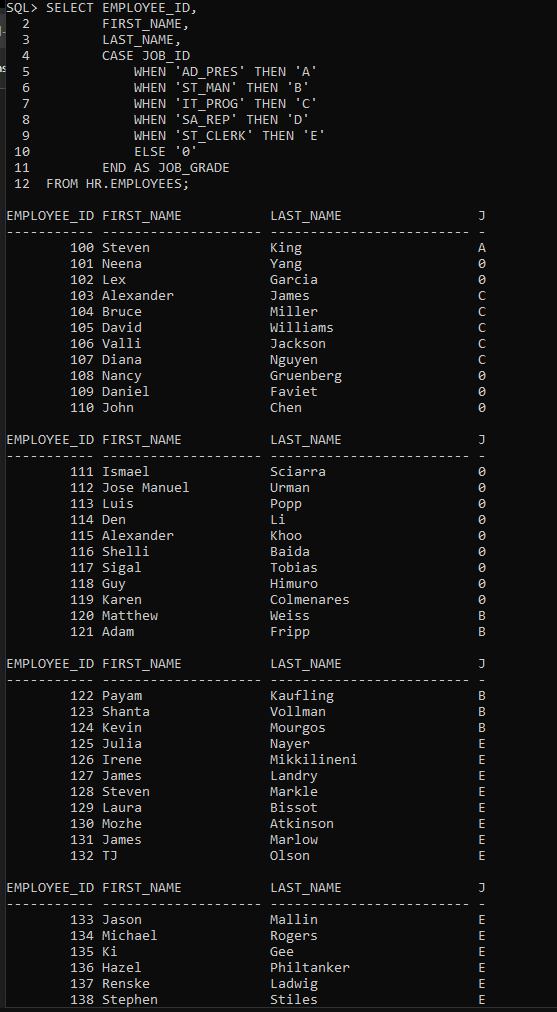 SQL> SELECT EMPLOYEE_ID,
  2         FIRST_NAME,
  3         LAST_NAME,
  4         CASE JOB_ID
  5             WHEN 'AD_PRES' THEN 'A'
  6             WHEN 'ST_MAN' THEN 'B'
  7             WHEN 'IT_PROG' THEN 'C'
  8             WHEN 'SA_REP' THEN 'D'
  9             WHEN 'ST_CLERK' THEN 'E'
 10             ELSE '0'
 11         END AS JOB_GRADE
 12  FROM HR.EMPLOYEES;

EMPLOYEE_ID FIRST_NAME           LAST_NAME                 J
----------- -------------------- ------------------------- -
        100 Steven               King                      A
        101 Neena                Yang                      0
        102 Lex                  Garcia                    0
        103 Alexander            James                     C
        104 Bruce                Miller                    C
        105 David                Williams                  C
        106 Valli                Jackson                   C
        107 Diana                Nguyen                    C
        108 Nancy                Gruenberg                 0
        109 Daniel               Faviet                    0
        110 John                 Chen                      0

EMPLOYEE_ID FIRST_NAME           LAST_NAME                 J
----------- -------------------- ------------------------- -
        111 Ismael               Sciarra                   0
        112 Jose Manuel          Urman                     0
        113 Luis                 Popp                      0
        114 Den                  Li                        0
        115 Alexander            Khoo                      0
        116 Shelli               Baida                     0
        117 Sigal                Tobias                    0
        118 Guy                  Himuro                    0
        119 Karen                Colmenares                0
        120 Matthew              Weiss                     B
        121 Adam                 Fripp                     B

EMPLOYEE_ID FIRST_NAME           LAST_NAME                 J
----------- -------------------- ------------------------- -
        122 Payam                Kaufling                  B
        123 Shanta               Vollman                   B
        124 Kevin                Mourgos                   B
        125 Julia                Nayer                     E
        126 Irene                Mikkilineni               E
        127 James                Landry                    E
        128 Steven               Markle                    E
        129 Laura                Bissot                    E
        130 Mozhe                Atkinson                  E
        131 James                Marlow                    E
        132 TJ                   Olson                     E

EMPLOYEE_ID FIRST_NAME           LAST_NAME                 J
----------- -------------------- ------------------------- -
        133 Jason                Mallin                    E
        134 Michael              Rogers                    E
        135 Ki                   Gee                       E
        136 Hazel                Philtanker                E
        137 Renske               Ladwig                    E
        138 Stephen              Stiles                    E